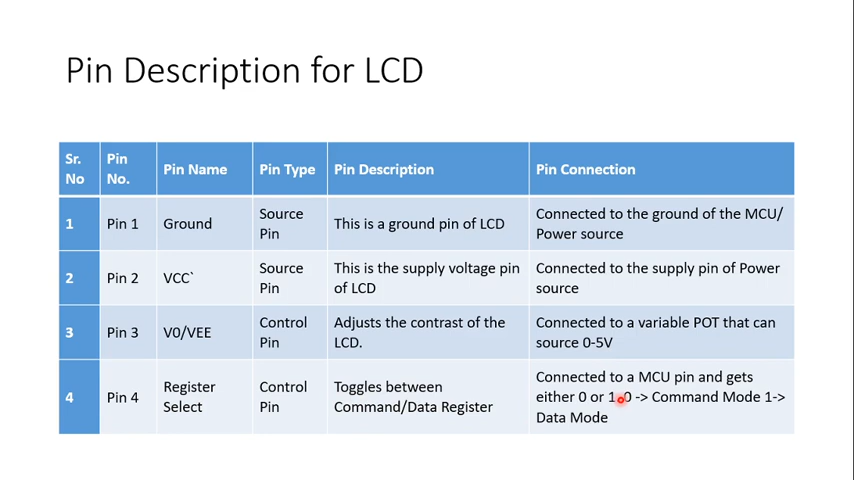 Pin Description for LCD
Sr. No | Pin No. | Pin Name | Pin Type | Pin Description | Pin Connection
1 | Pin 1 | Ground | Source Pin | This is a ground pin of LCD | Connected to the ground of the MCU/ Power source
2 | Pin 2 | VCC` | Source Pin | This is the supply voltage pin of LCD | Connected to the supply pin of Power source
3 | Pin 3 | V0/VEE | Control Pin | Adjusts the contrast of the LCD. | Connected to a variable POT that can source 0-5V
4 | Pin 4 | Register Select | Control Pin | Toggles between Command/Data Register | Connected to a MCU pin and gets either 0 or 1. 0 -> Command Mode 1-> Data Mode